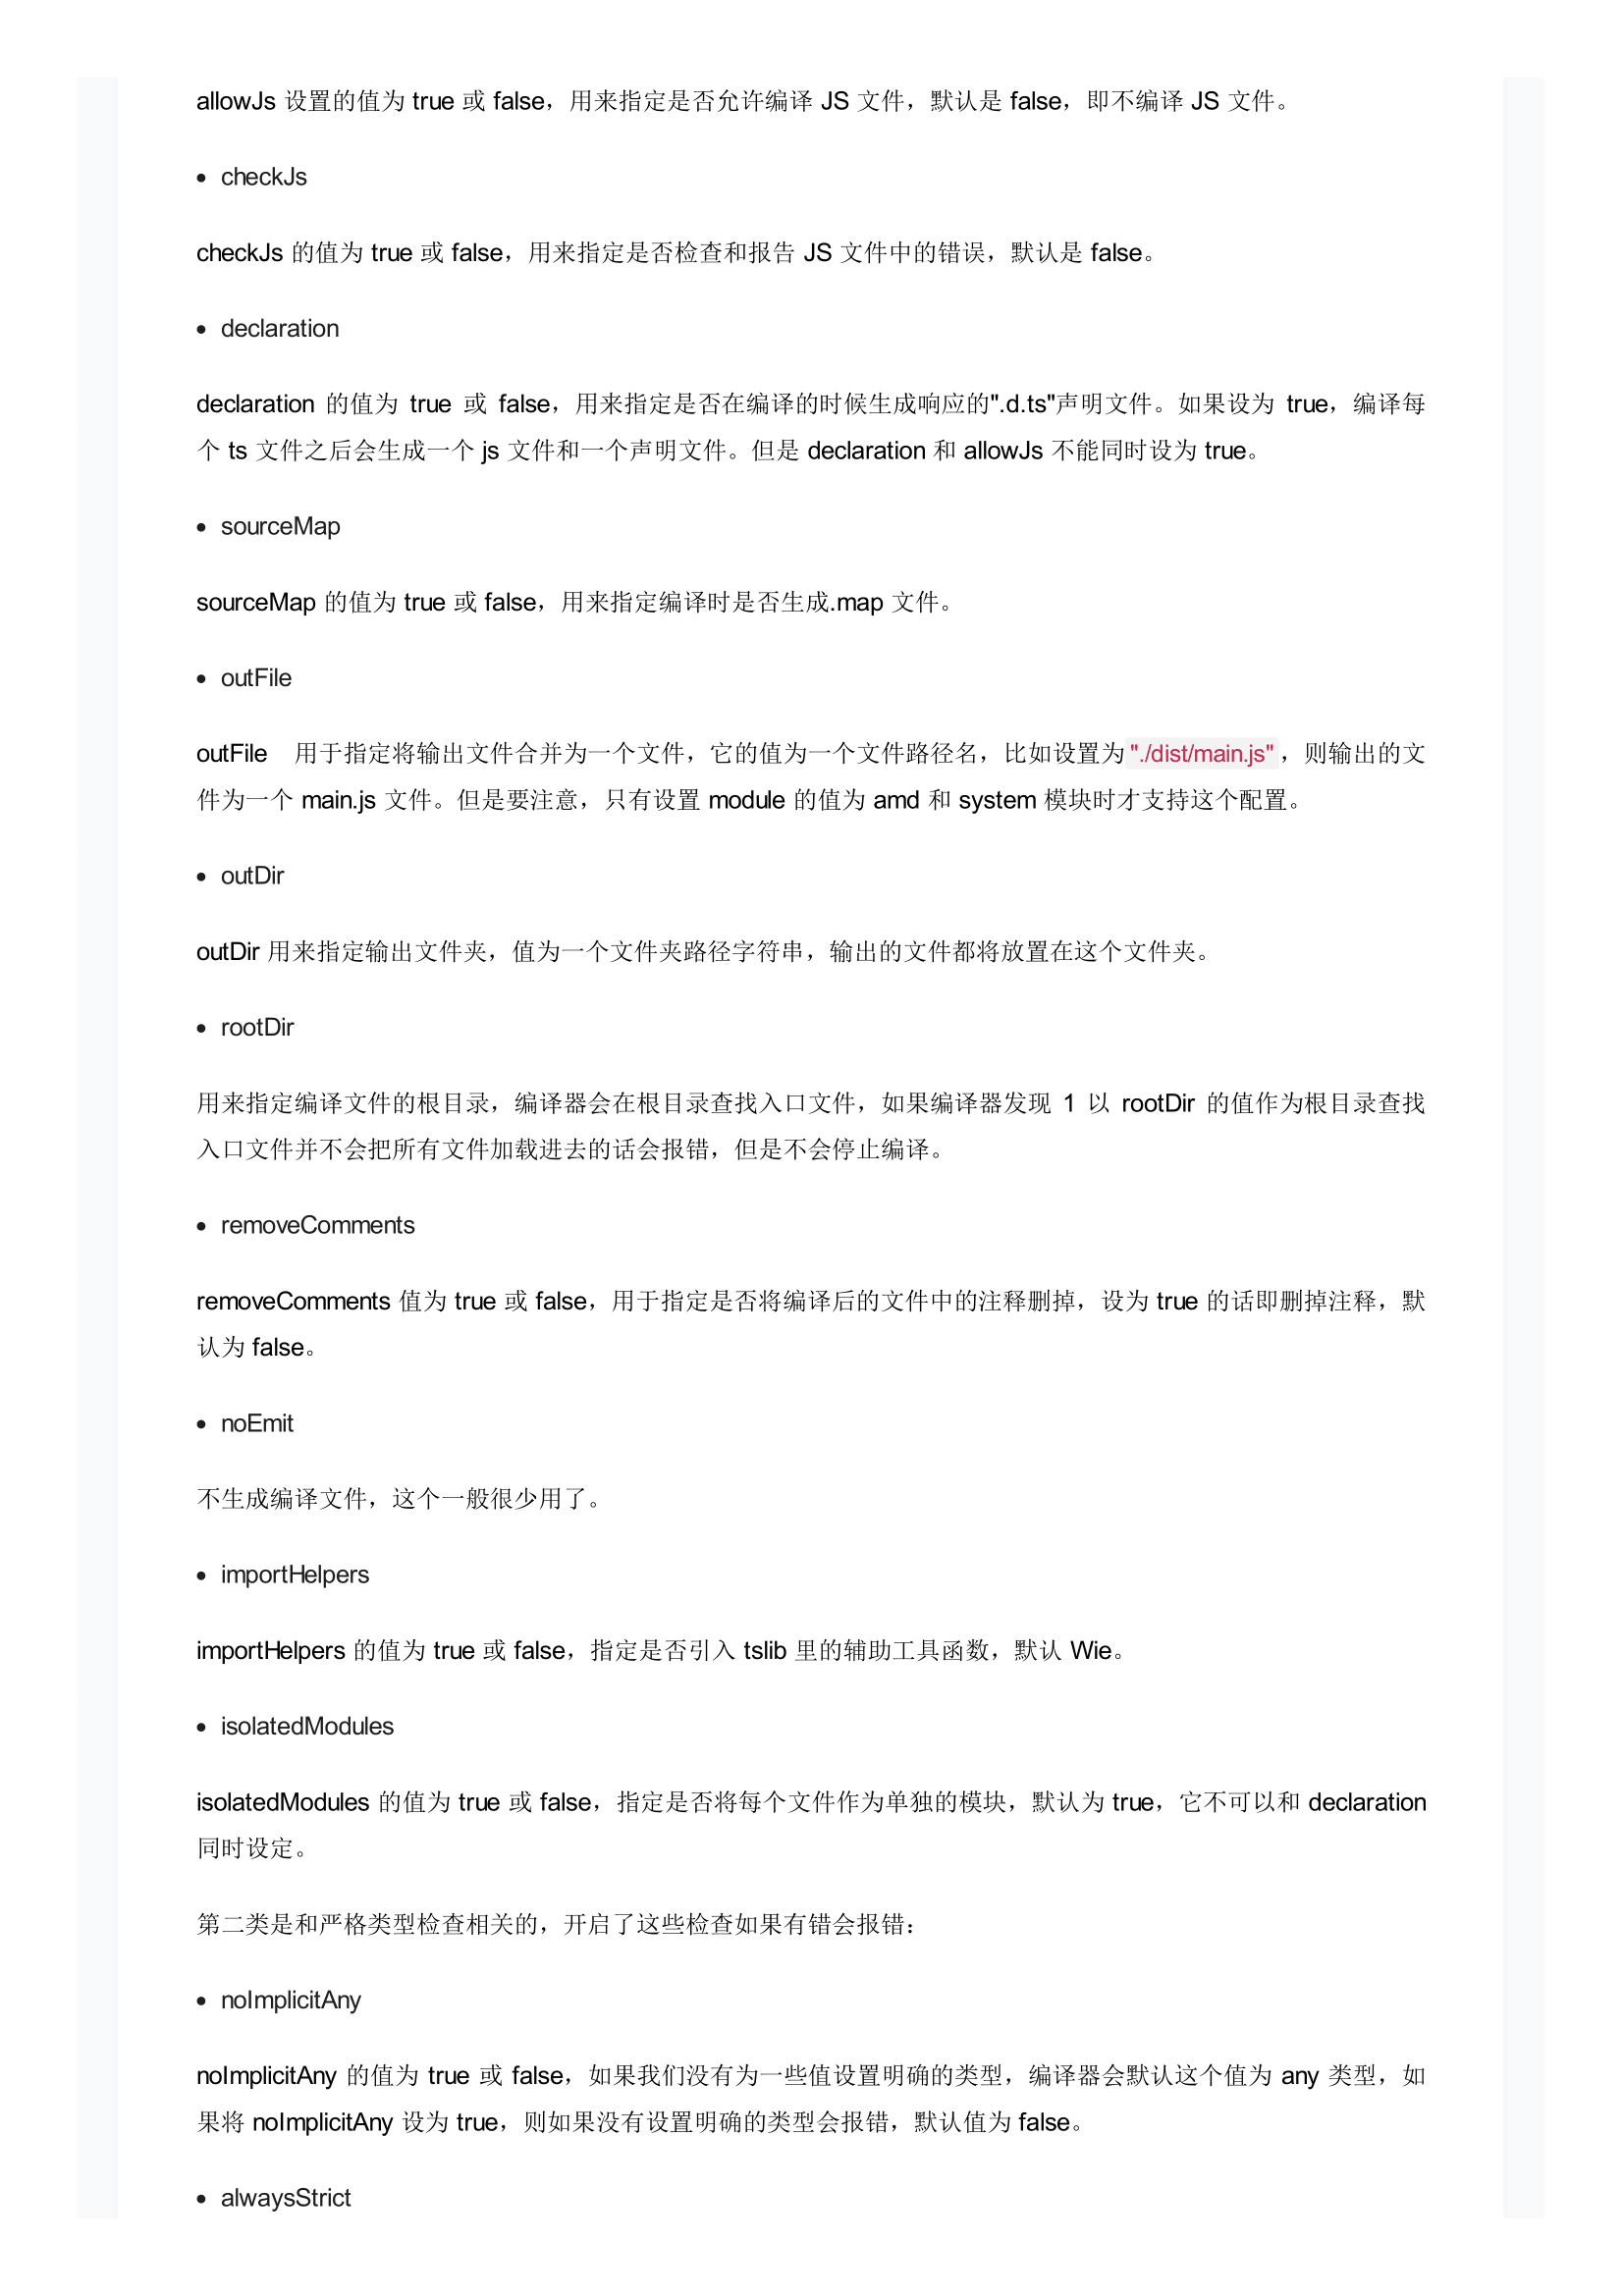 allowJs 设置的值为 true 或 false，用来指定是否允许编译 JS 文件，默认是 false，即不编译 JS 文件。
• checkJs
checkJs 的值为 true 或 false，用来指定是否检查和报告 JS 文件中的错误，默认是 false。
• declaration
declaration 的值为 true 或 false，用来指定是否在编译的时候生成响应的".d.ts"声明文件。如果设为 true，编译每
个 ts 文件之后会生成一个 js 文件和一个声明文件。但是 declaration 和 allowJs 不能同时设为 true。
• sourceMap
sourceMap 的值为 true 或 false，用来指定编译时是否生成.map 文件。
• outFile
outFile 用于指定将输出文件合并为一个文件，它的值为一个文件路径名，比如设置为"./dist/main.js"，则输出的文
件为一个 main.js 文件。但是要注意，只有设置 module 的值为 amd 和 system 模块时才支持这个配置。
• outDir
outDir 用来指定输出文件夹，值为一个文件夹路径字符串，输出的文件都将放置在这个文件夹。
• rootDir
用来指定编译文件的根目录，编译器会在根目录查找入口文件，如果编译器发现 1 以 rootDir 的值作为根目录查找
入口文件并不会把所有文件加载进去的话会报错，但是不会停止编译。
• removeComments
removeComments 值为 true 或 false，用于指定是否将编译后的文件中的注释删掉，设为 true 的话即删掉注释，默
认为 false。
• noEmit
不生成编译文件，这个一般很少用了。
• importHelpers
importHelpers 的值为 true 或 false，指定是否引入 tslib 里的辅助工具函数，默认 Wie。
• isolatedModules
isolatedModules 的值为 true 或 false，指定是否将每个文件作为单独的模块，默认为 true，它不可以和 declaration
同时设定。
第二类是和严格类型检查相关的，开启了这些检查如果有错会报错：
• noImplicitAny
noImplicitAny 的值为 true 或 false，如果我们没有为一些值设置明确的类型，编译器会默认这个值为 any 类型，如
果将 noImplicitAny 设为 true，则如果没有设置明确的类型会报错，默认值为 false。
• alwaysStrict